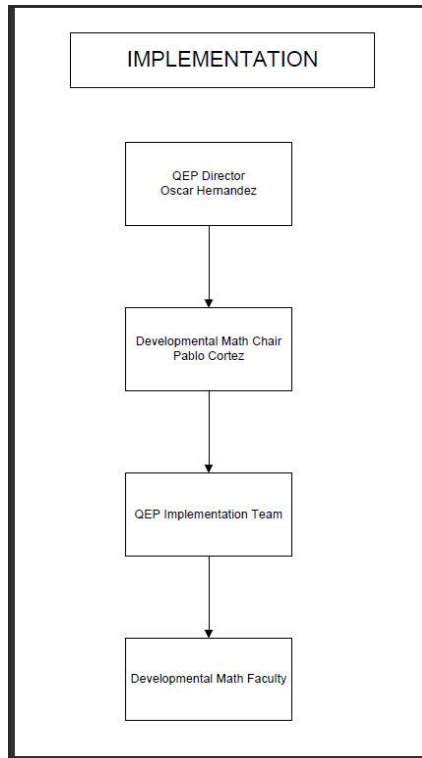 IMPLEMENTATION
QEP Director
Oscar Hernandez
Developmental Math Chair
Pablo Cortez
QEP Implementation Team
Developmental Math Faculty